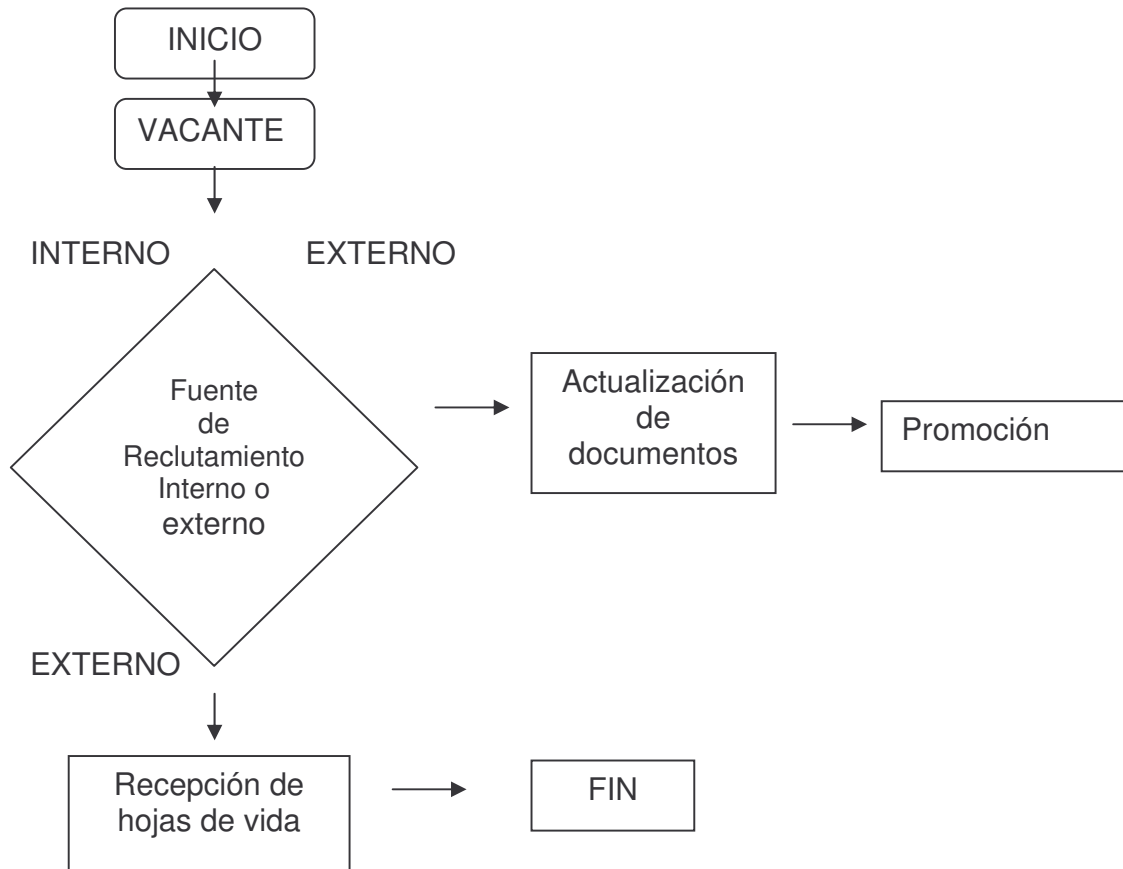 INICIO
VACANTE
INTERNO
EXTERNO
Fuente
de
Reclutamiento
Interno o
externo
Actualización
de
documentos
Promoción
EXTERNO
Recepción de
hojas de vida
FIN